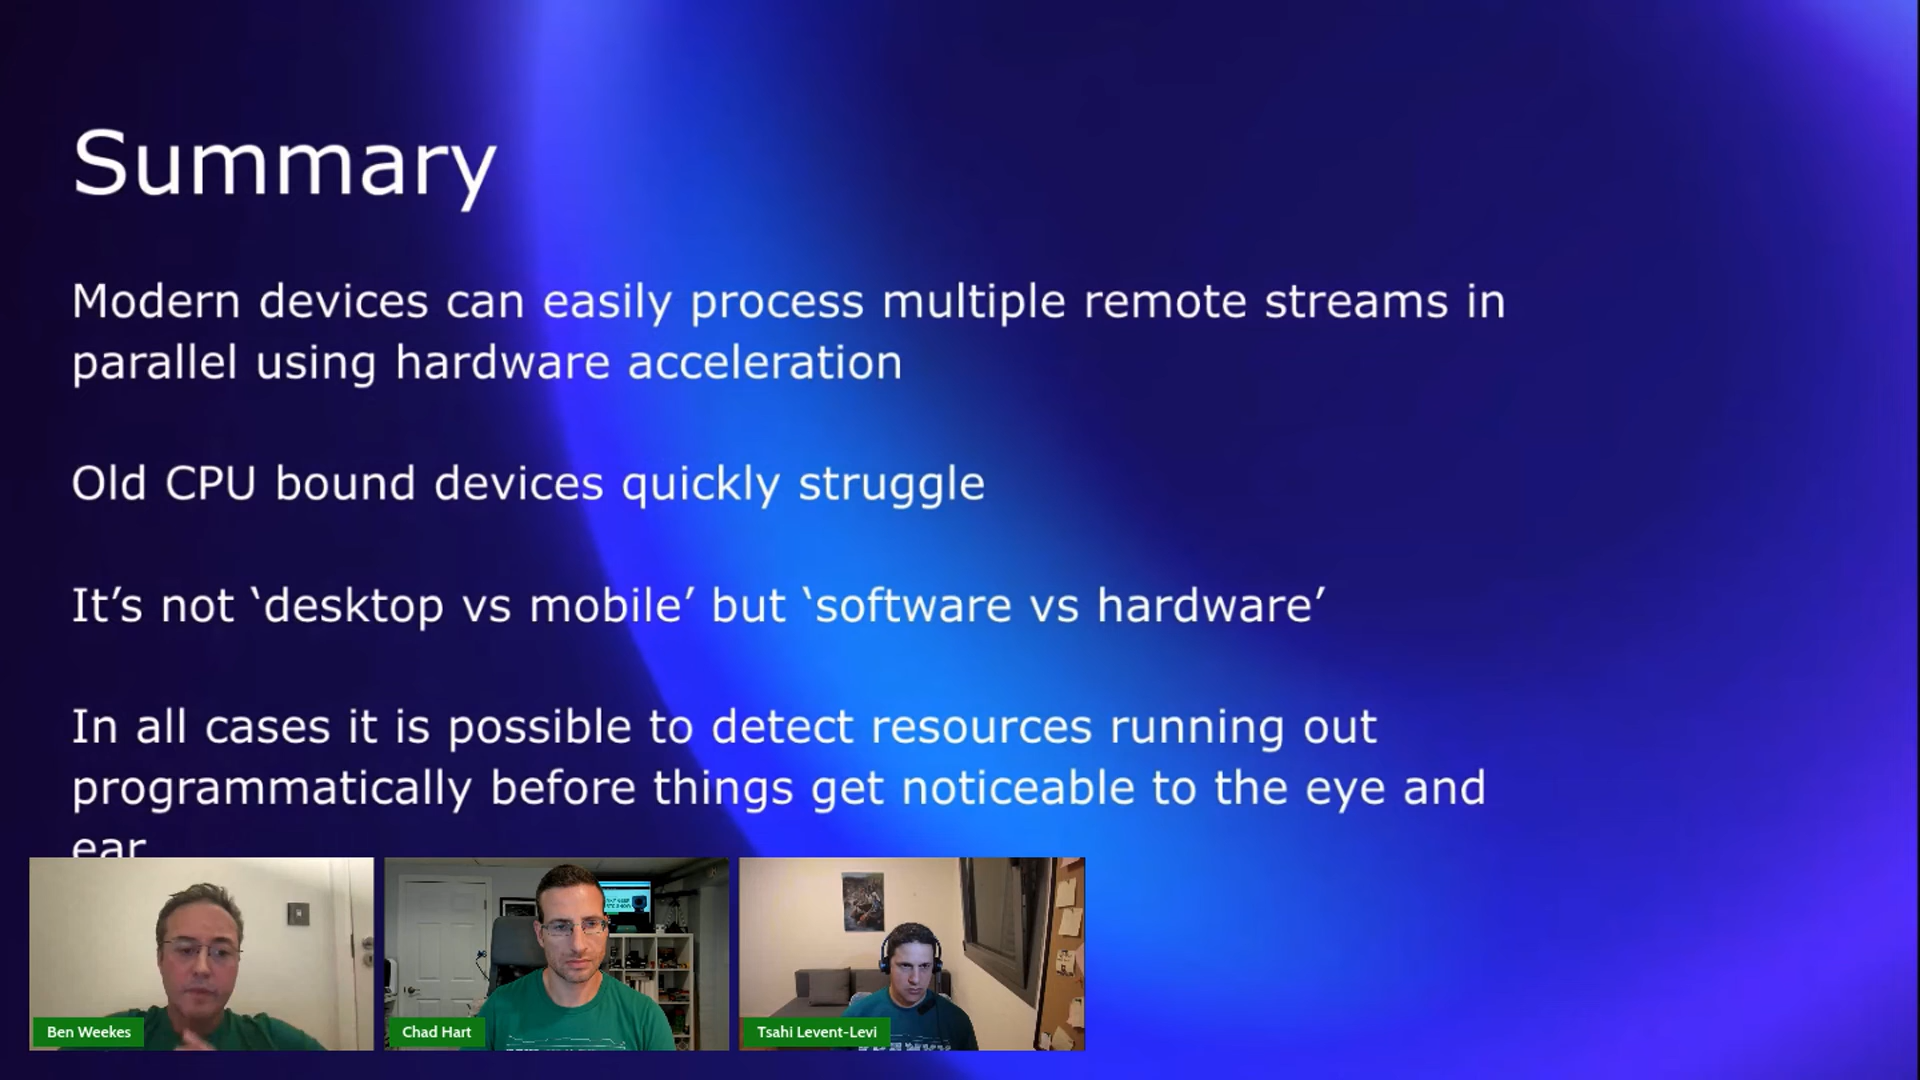 Summary
Modern devices can easily process multiple remote streams in
parallel using hardware acceleration
Old CPU bound devices quickly struggle
It’s not ‘desktop vs mobile’ but ‘software vs hardware’
In all cases it is possible to detect resources running out
programmatically before things get noticeable to the eye and
ear
Ben Weekes
Chad Hart
Tsahi Levent-Levi